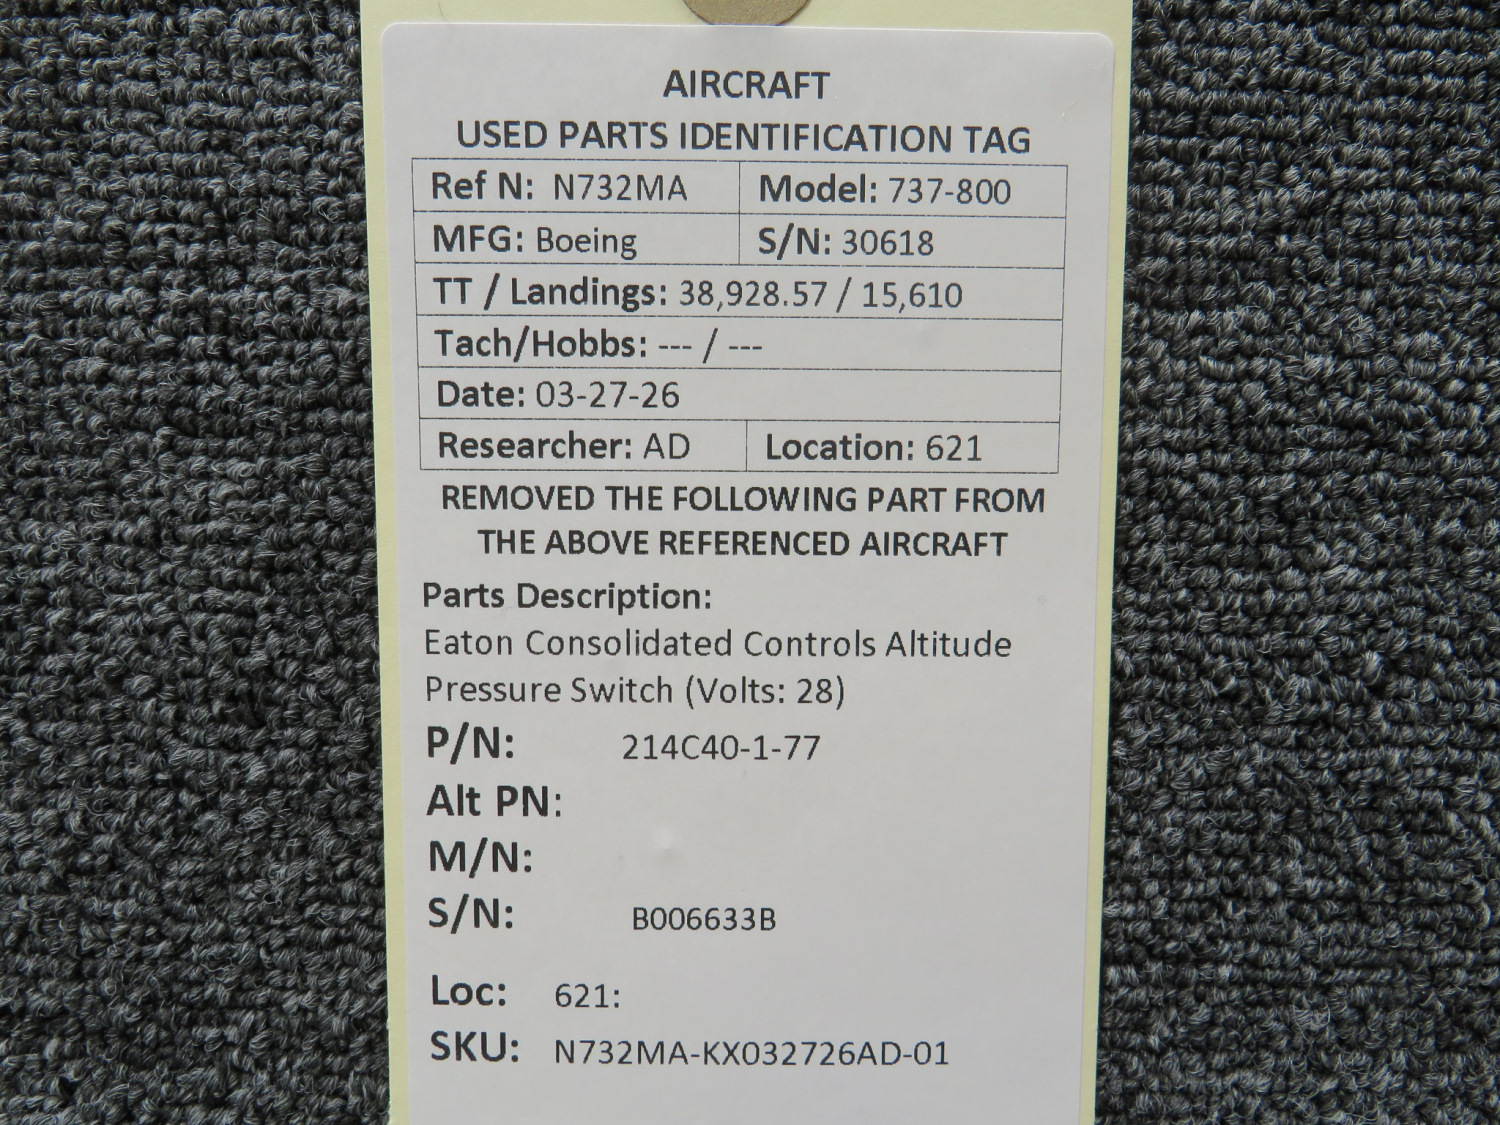 AIRCRAFT
USED PARTS IDENTIFICATION TAG
Ref N: N732MA Model: 737-800
MFG: Boeing S/N: 30618
TT / Landings: 38,928.57 / 15,610
Tach/Hobbs: --- / ---
Date: 03-27-26
Researcher: AD Location: 621
REMOVED THE FOLLOWING PART FROM
THE ABOVE REFERENCED AIRCRAFT
Parts Description:
Eaton Consolidated Controls Altitude
Pressure Switch (Volts: 28)
P/N: 214C40-1-77
Alt PN:
M/N:
S/N: B006633B
Loc: 621:
SKU: N732MA-KX032726AD-01